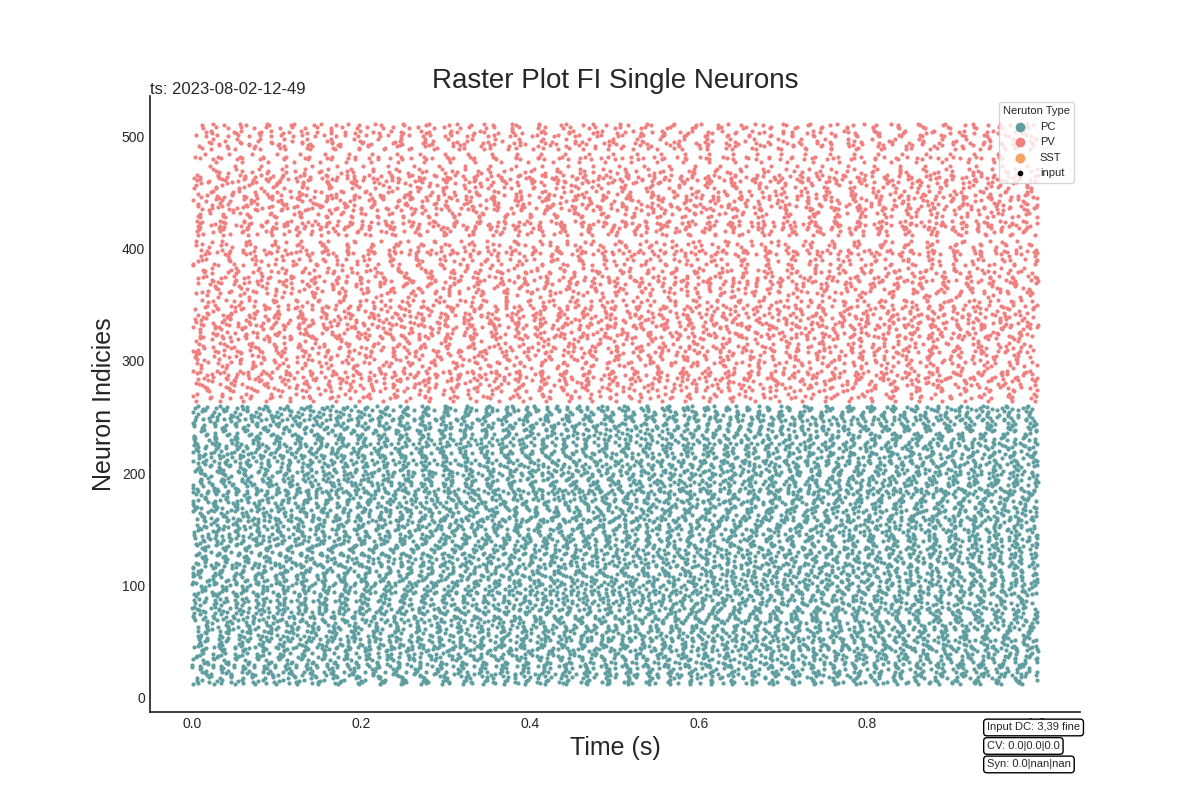 Raster Plot FI Single Neurons
ts: 2023-08-02-12-49
Neruton Type
PC
PV
SST
input
500
400
300
200
100
0
Neuron Indicies
0.0 0.2 0.4 0.6 0.8
Time (s)
Input DC: 3,39 fine
CV: 0.0|0.0|0.0
Syn: 0.0|nan|nan